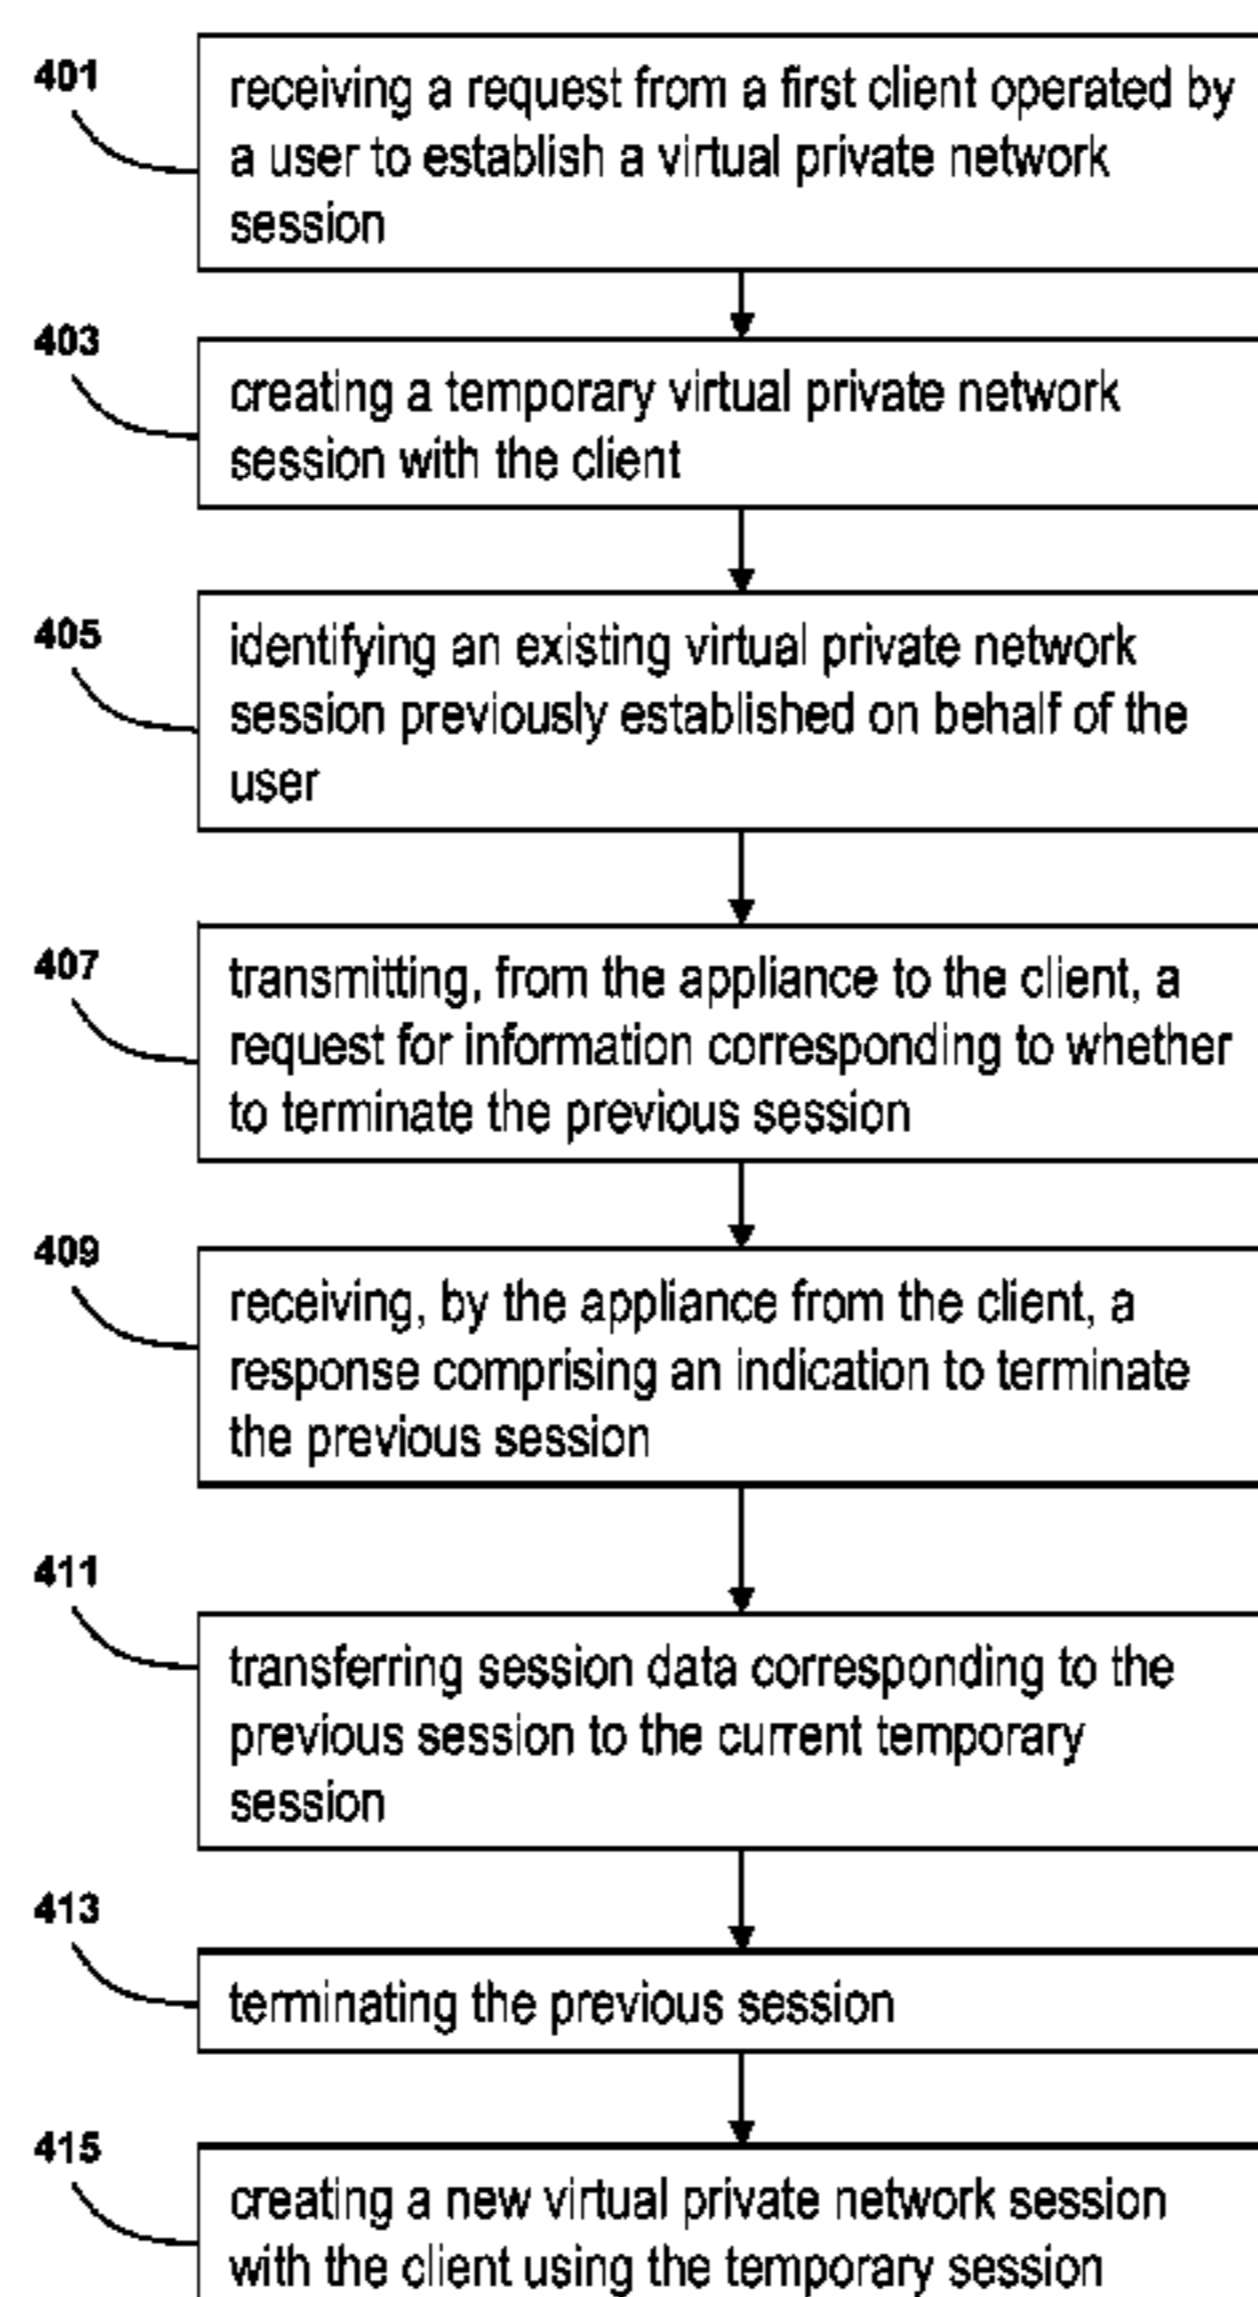 401
receiving a request from a first client operated by
a user to establish a virtual private network
session
403
creating a temporary virtual private network
session with the client
405
identifying an existing virtual private network
session previously established on behalf of the
user
407
transmitting, from the appliance to the client, a
request for information corresponding to whether
to terminate the previous session
409
receiving, by the appliance from the client, a
response comprising an indication to terminate
the previous session
411
transferring session data corresponding to the
previous session to the current temporary
session
413
terminating the previous session
415
creating a new virtual private network session
with the client using the temporary session